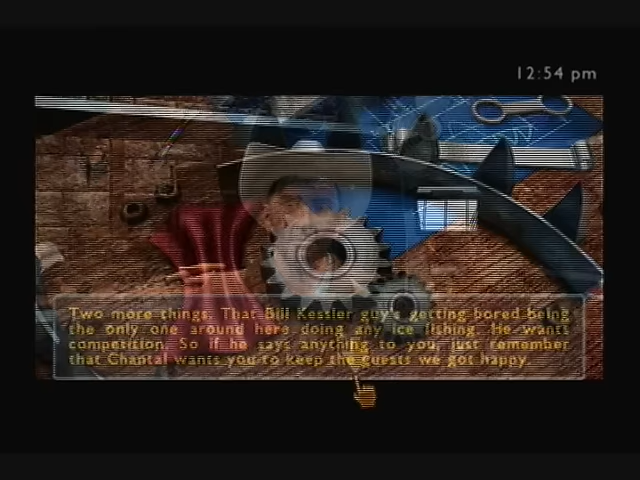 12:54 pm
Two more things. That Bill Kessler guy's getting bored being
the only one around here doing any ice fishing. He wants
competition. So if he says anything to you, just remember
that Chantal wants you to keep the guests we got happy.